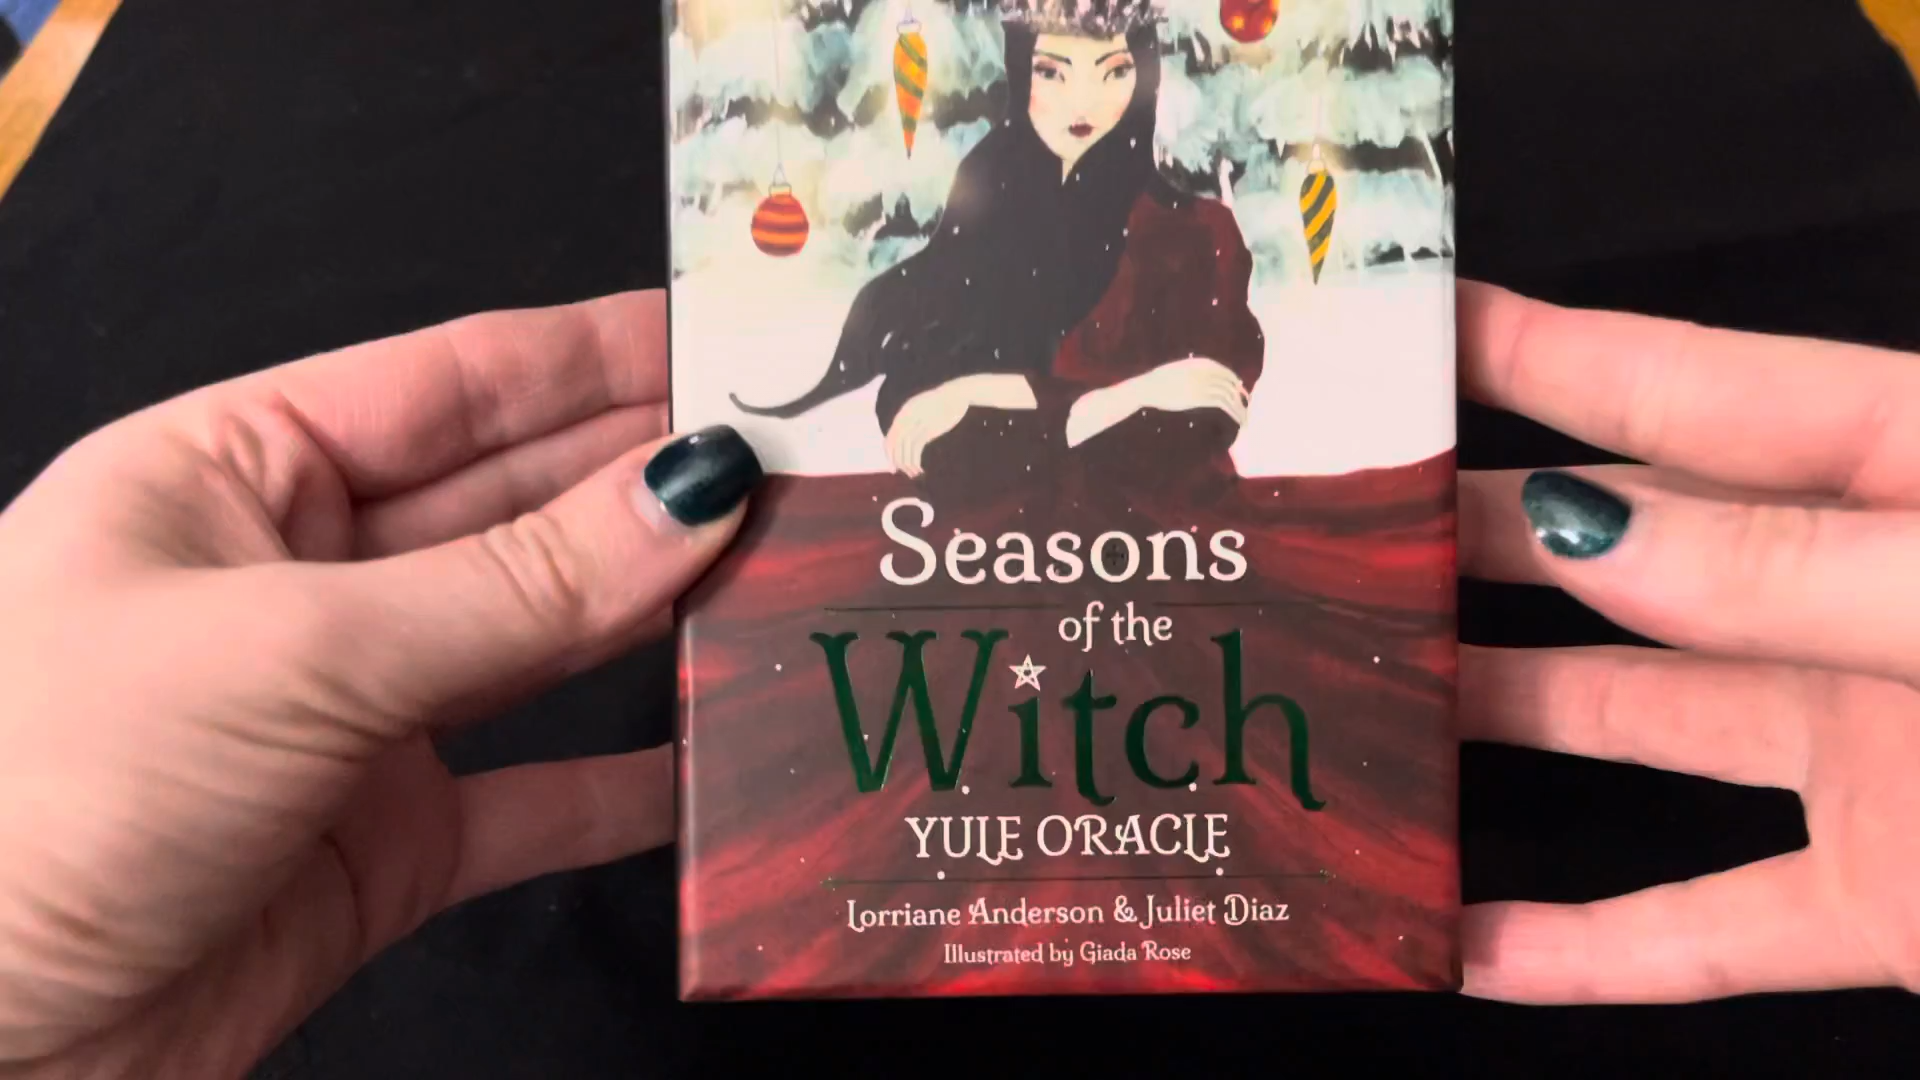 Seasons
of the
Witch
YULE ORACLE
Lorriane Anderson & Juliet Diaz
Illustrated by Giada Rose